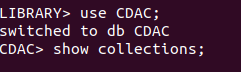 LIBRARY> use CDAC;
switched to db CDAC
CDAC> show collections;